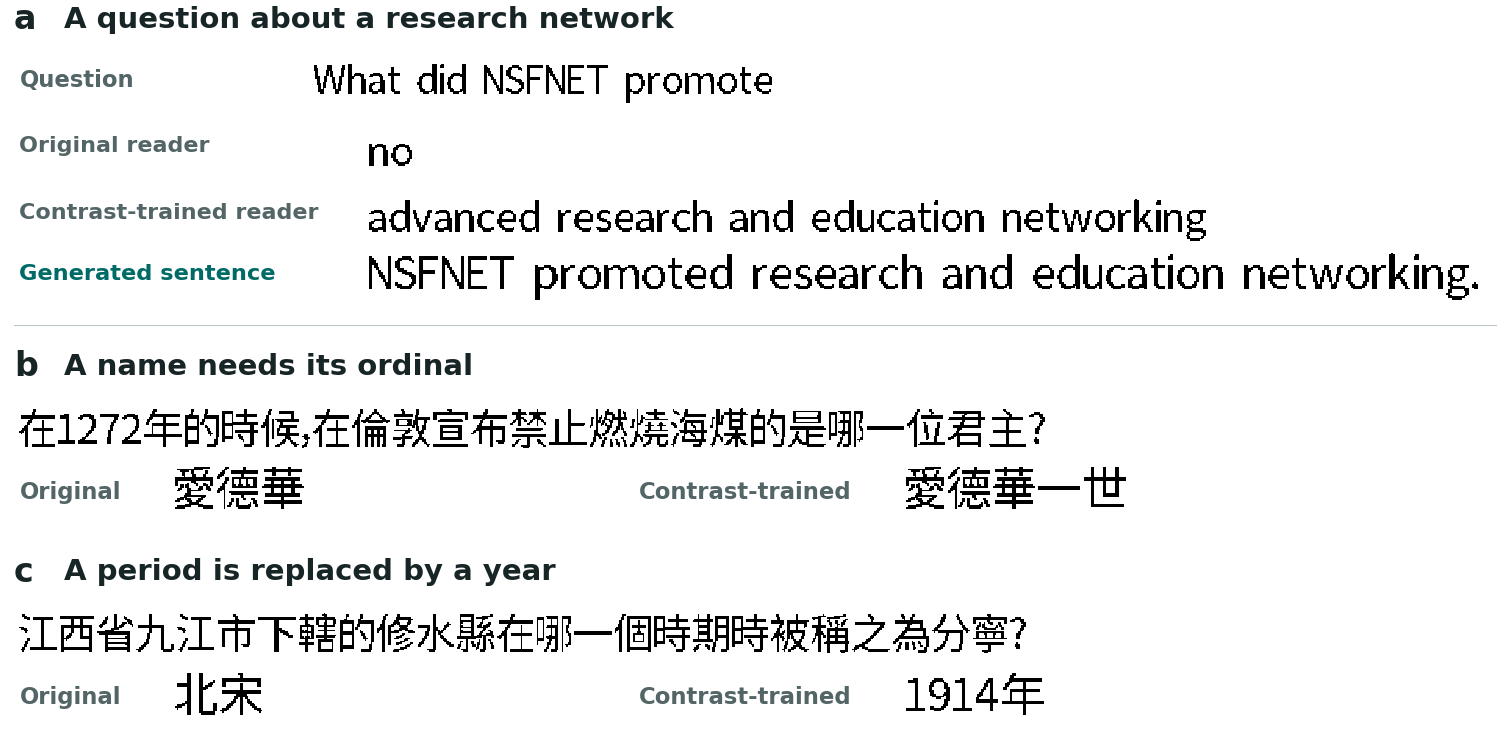 a A question about a research network
Question What did NSFNET promote
Original reader no
Contrast-trained reader advanced research and education networking
Generated sentence NSFNET promoted research and education networking.
b A name needs its ordinal
在1272年的時候,在倫敦宣布禁止燃燒海煤的是哪一位君主?
Original 愛德華 Contrast-trained 愛德華一世
c A period is replaced by a year
江西省九江市下轄的修水縣在哪一個時期時被稱之為分寧?
Original 北宋 Contrast-trained 1914年